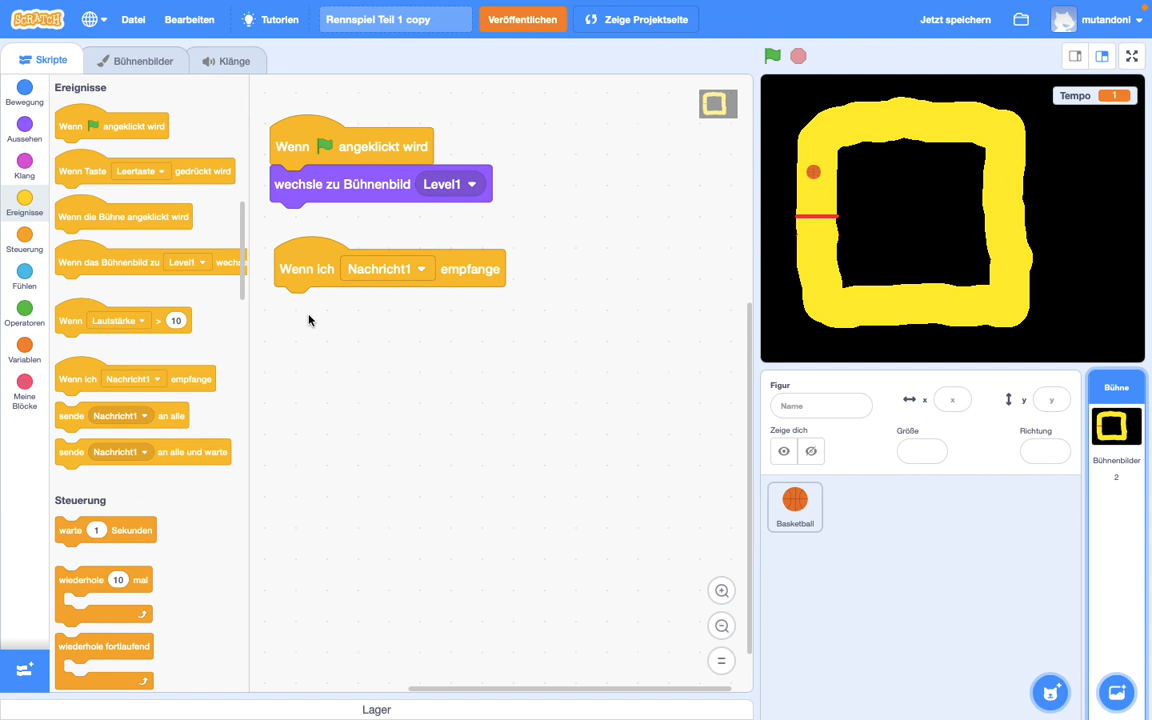 SCRATCH Datei Bearbeiten Tutorien Rennspiel Teil 1 copy Veröffentlichen Zeige Projektseite Jetzt speichern mutandoni
Skripte Bühnenbilder Klänge
Bewegung
Aussehen
Klang
Ereignisse
Steuerung
Fühlen
Operatoren
Variablen
Meine
Blöcke
Ereignisse
Wenn angeklickt wird
Wenn Taste Leertaste gedrückt wird
Wenn die Bühne angeklickt wird
Wenn das Bühnenbild zu Level1 wechs
Wenn Lautstärke > 10
Wenn ich Nachricht1 empfange
sende Nachricht1 an alle
sende Nachricht1 an alle und warte
Steuerung
warte 1 Sekunden
wiederhole 10 mal
wiederhole fortlaufend
Wenn angeklickt wird
wechsle zu Bühnenbild Level1
Wenn ich Nachricht1 empfange
Lager
Tempo 1
Figur
Name
x x
y y
Zeige dich
Größe
Richtung
Basketball
Bühne
Bühnenbilder
2